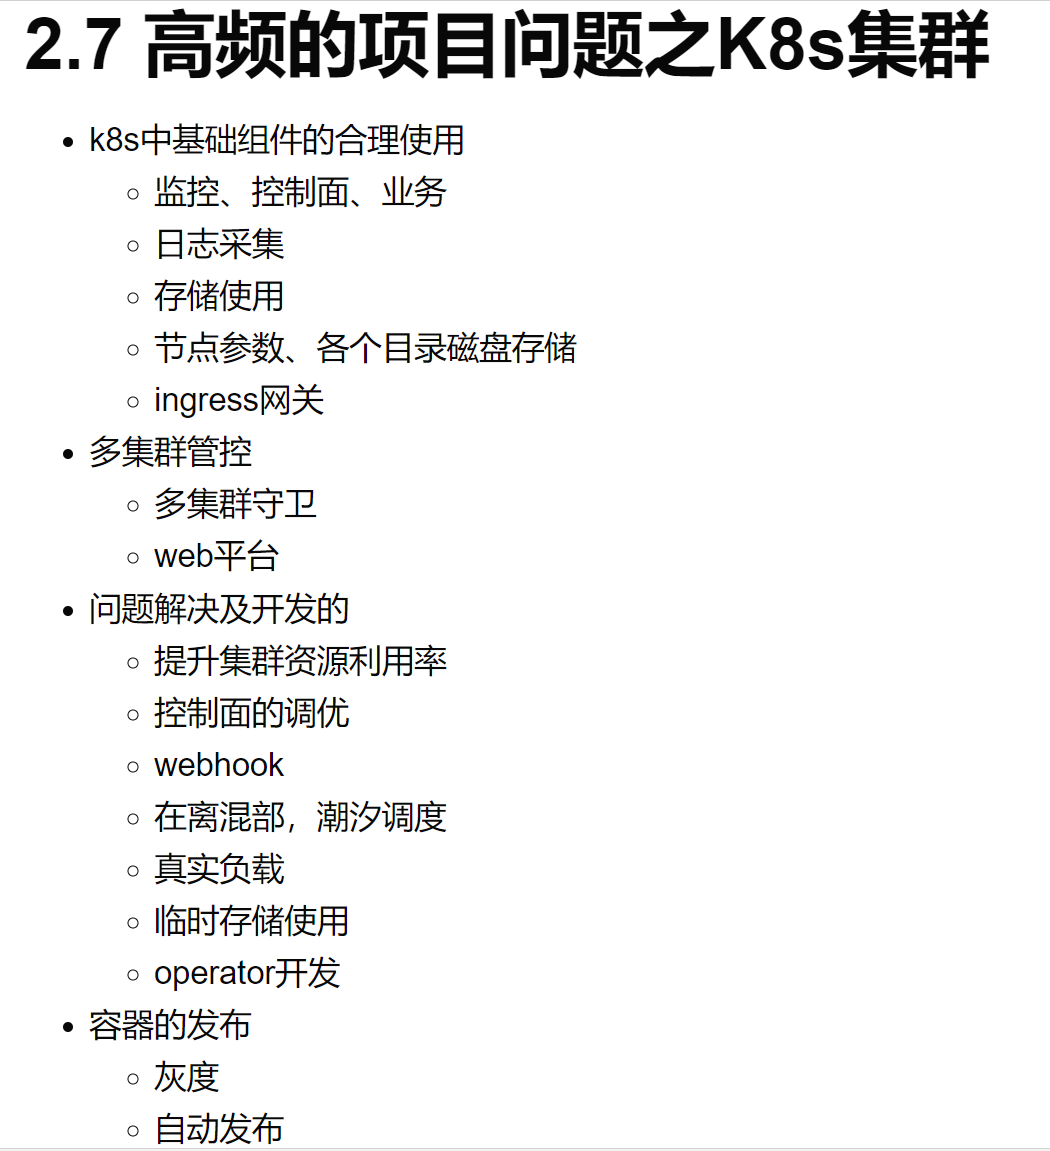 2.7 高频的项目问题之K8s集群
k8s中基础组件的合理使用
监控、控制面、业务
日志采集
存储使用
节点参数、各个目录磁盘存储
ingress网关
多集群管控
多集群守卫
web平台
问题解决及开发的
提升集群资源利用率
控制面的调优
webhook
在离混部，潮汐调度
真实负载
临时存储使用
operator开发
容器的发布
灰度
自动发布